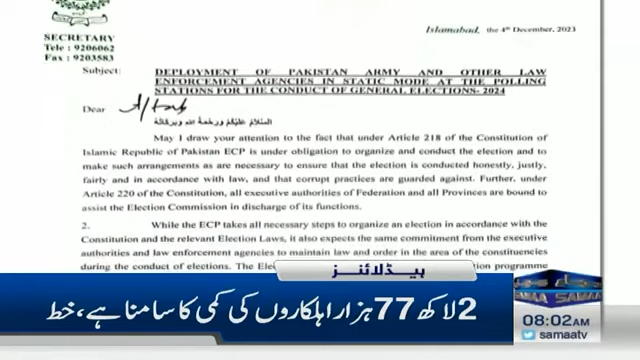 SECRETARY
Tele : 9206062
Fax : 9203583
Islamabad, the 4th December, 2023
Subject: DEPLOYMENT OF PAKISTAN ARMY AND OTHER LAW
ENFORCEMENT AGENCIES IN STATIC MODE AT THE POLLING
STATIONS FOR THE CONDUCT OF GENERAL ELECTIONS- 2024
Dear
السلام علیکم ورحمۃ اللہ وبرکاتہ
May I draw your attention to the fact that under Article 218 of the Constitution of
Islamic Republic of Pakistan ECP is under obligation to organize and conduct the election and to
make such arrangements as are necessary to ensure that the election is conducted honestly, justly,
fairly and in accordance with law, and that corrupt practices are guarded against. Further, under
Article 220 of the Constitution, all executive authorities of Federation and all Provinces are bound to
assist the Election Commission in discharge of its functions.
2. While the ECP takes all necessary steps to organize an election in accordance with the
Constitution and the relevant Election Laws, it also expects the same commitment from the executive
authorities and law enforcement agencies to maintain law and order in the area of the constituencies
during the conduct of elections. The programme
ہیڈلائنز
2 لاکھ 77 ہزار اہلکاروں کی کمی کا سامنا ہے، خط
SAMAA
08:02AM
samaatv